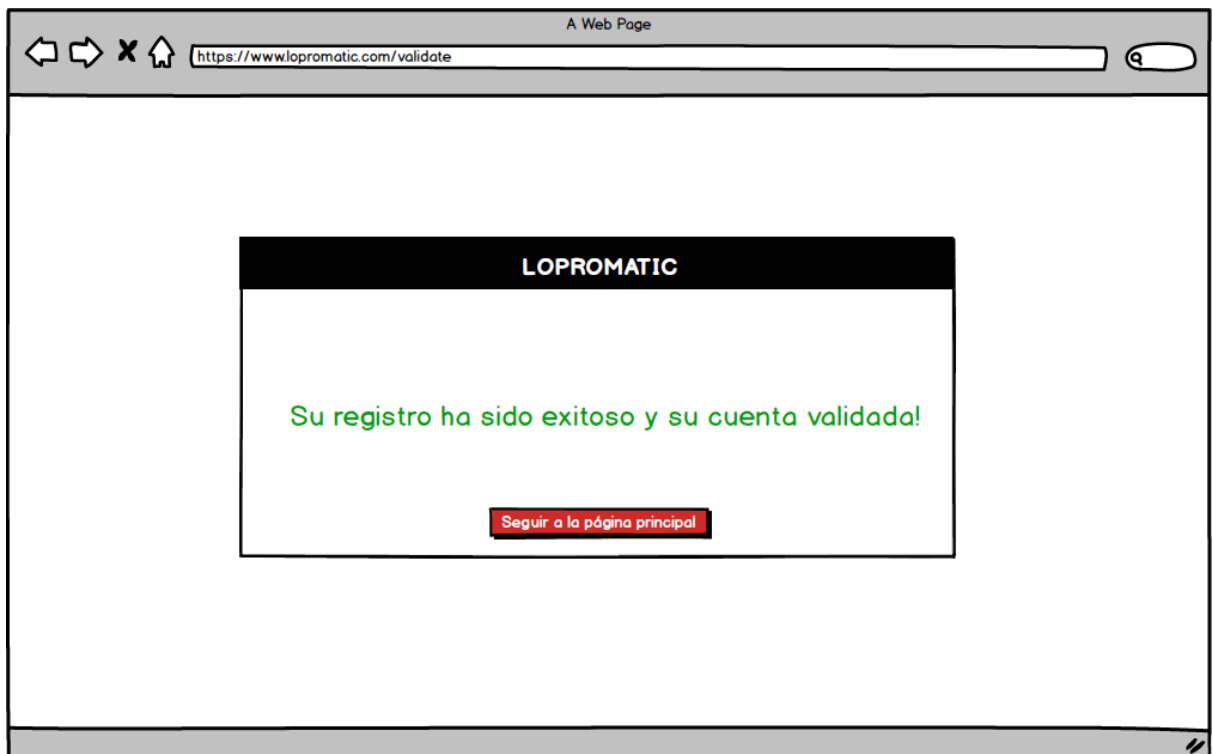 A Web Page
https://www.lopromatic.com/validate
LOPROMATIC
Su registro ha sido exitoso y su cuenta validada!
Seguir a la página principal